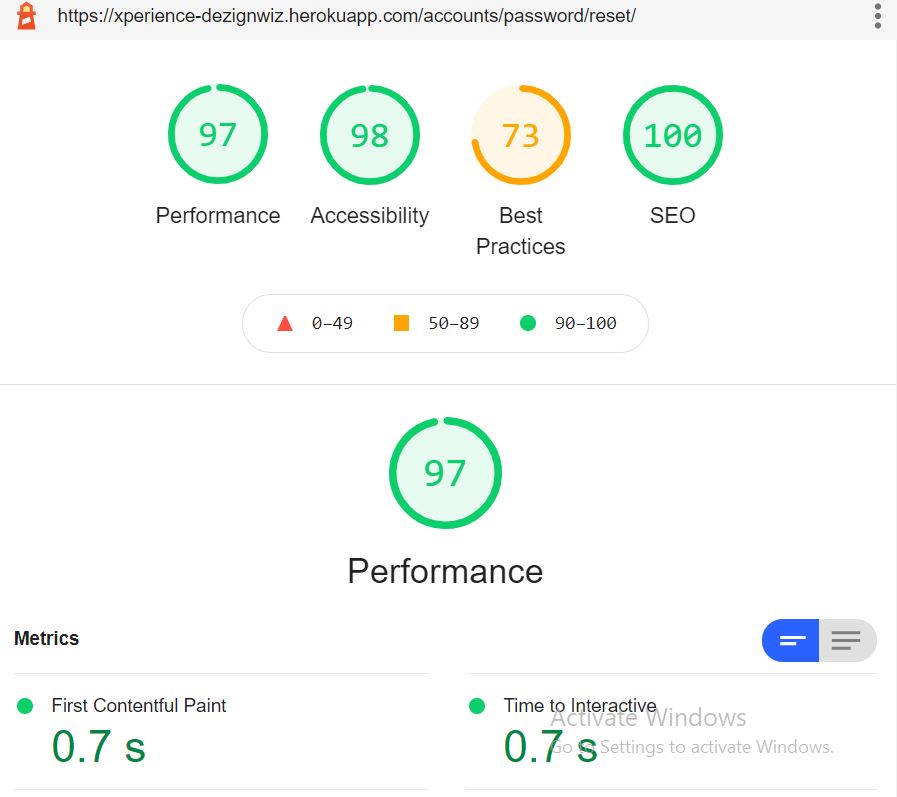 https://xperience-dezignwiz.herokuapp.com/accounts/password/reset/
97 98 73 100
Performance Accessibility Best Practices SEO
0–49 50–89 90–100
97
Performance
Metrics
First Contentful Paint
0.7 s
Time to Interactive
0.7 s
Activate Windows
Go to Settings to activate Windows.